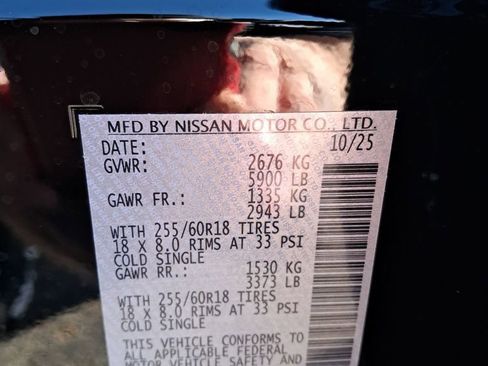 MFD BY NISSAN MOTOR CO., LTD.
DATE: 10/25
GVWR: 2676 KG
5900 LB
GAWR FR.: 1335 KG
2943 LB
WITH 255/60R18 TIRES
18 X 8.0 RIMS AT 33 PSI
COLD SINGLE
GAWR RR.: 1530 KG
3373 LB
WITH 255/60R18 TIRES
18 X 8.0 RIMS AT 33 PSI
COLD SINGLE
THIS VEHICLE CONFORMS TO
ALL APPLICABLE FEDERAL
MOTOR VEHICLE SAFETY AND